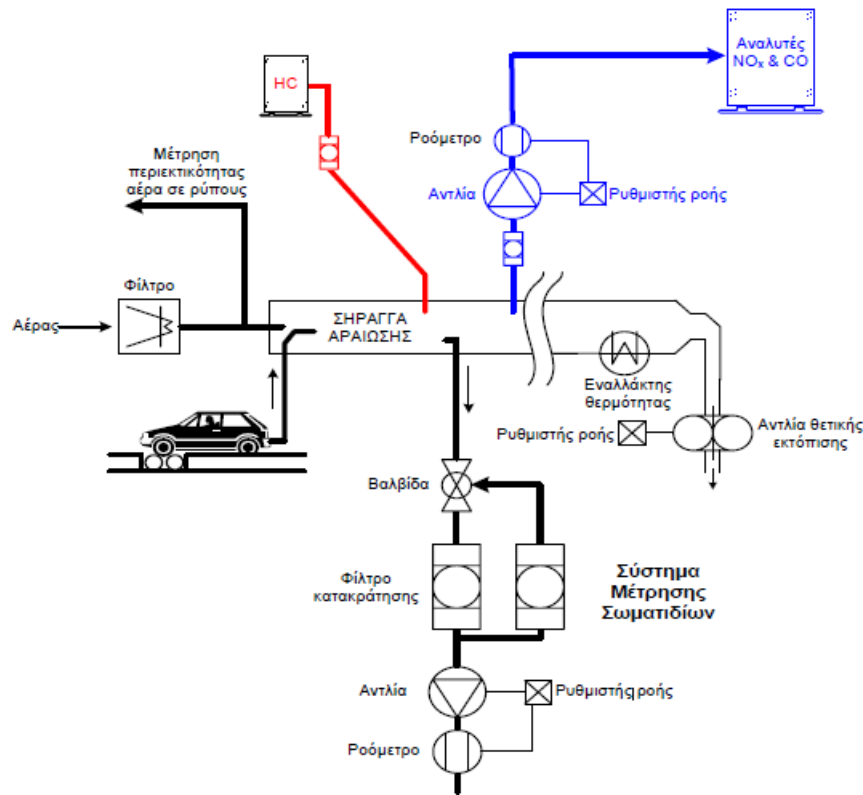 Αναλυτές
NOx & CO
HC
Ροόμετρο
Μέτρηση
περιεκτικότητας
αέρα σε ρύπους
Αντλία
Ρυθμιστής ροής
Φίλτρο
Αέρας
ΣΗΡΑΓΓΑ
ΑΡΑΙΩΣΗΣ
Εναλλάκτης
θερμότητας
Ρυθμιστής ροής
Αντλία θετικής
εκτόπισης
Βαλβίδα
Φίλτρο
κατακράτησης
Σύστημα
Μέτρησης
Σωματιδίων
Αντλία
Ρυθμιστής ροής
Ροόμετρο